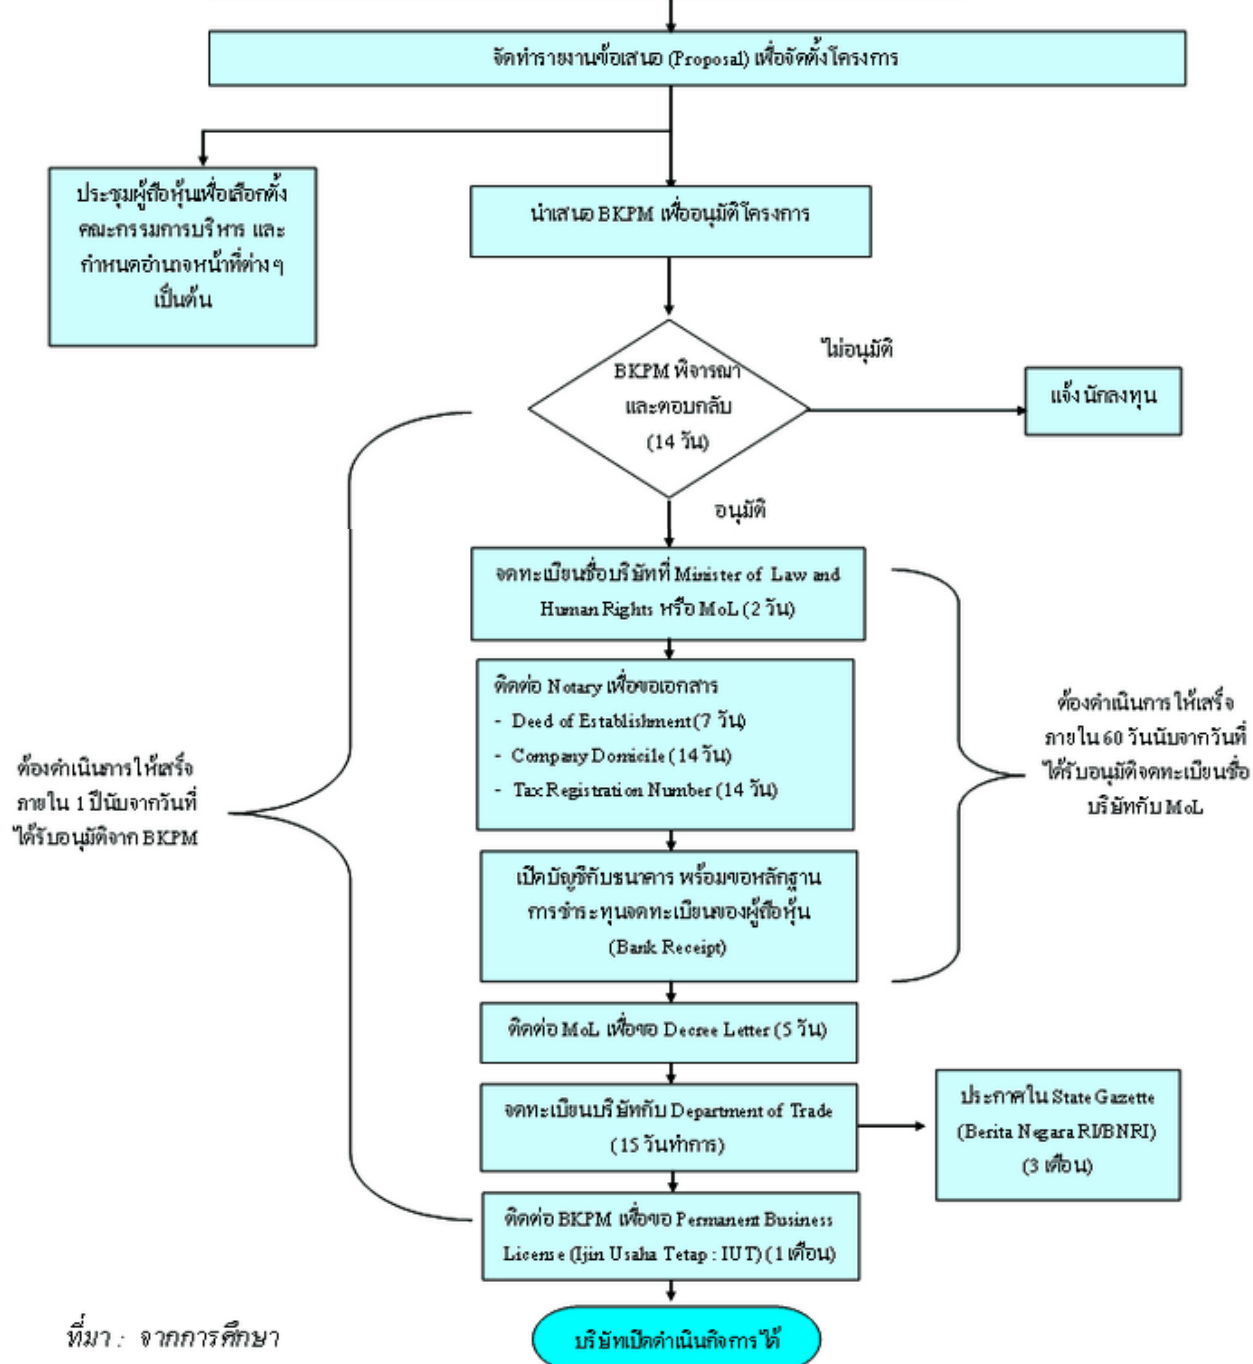 จัดทำรายงานข้อเสนอ (Proposal) เพื่อจัดตั้งโครงการ
ประชุมผู้ถือหุ้นเพื่อเลือกตั้ง
คณะกรรมการบริหาร และ
กำหนดอำนาจหน้าที่ต่างๆ
เป็นต้น
นำเสนอ BKPM เพื่ออนุมัติโครงการ
BKPM พิจารณา
และตอบกลับ
(14 วัน)
ไม่อนุมัติ
แจ้งนักลงทุน
อนุมัติ
จดทะเบียนชื่อบริษัทที่ Minister of Law and
Human Rights หรือ MoL (2 วัน)
ติดต่อ Notary เพื่อขอเอกสาร
- Deed of Establishment (7 วัน)
- Company Domicile (14 วัน)
- Tax Registration Number (14 วัน)
ต้องดำเนินการให้เสร็จ
ภายใน 60 วันนับจากวันที่
ได้รับอนุมัติจดทะเบียนชื่อ
บริษัทกับ MoL
ต้องดำเนินการให้เสร็จ
ภายใน 1 ปีนับจากวันที่
ได้รับอนุมัติจาก BKPM
เปิดบัญชีกับธนาคาร พร้อมขอหลักฐาน
การชำระทุนจดทะเบียนของผู้ถือหุ้น
(Bank Receipt)
ติดต่อ MoL เพื่อขอ Decree Letter (5 วัน)
จดทะเบียนบริษัทกับ Department of Trade
(15 วันทำการ)
ประกาศใน State Gazette
(Berita Negara RI/BNRI)
(3 เดือน)
ติดต่อ BKPM เพื่อขอ Permanent Business
License (Ijin Usaha Tetap : IUT) (1 เดือน)
ที่มา : จากการศึกษา
บริษัทเปิดดำเนินกิจการได้